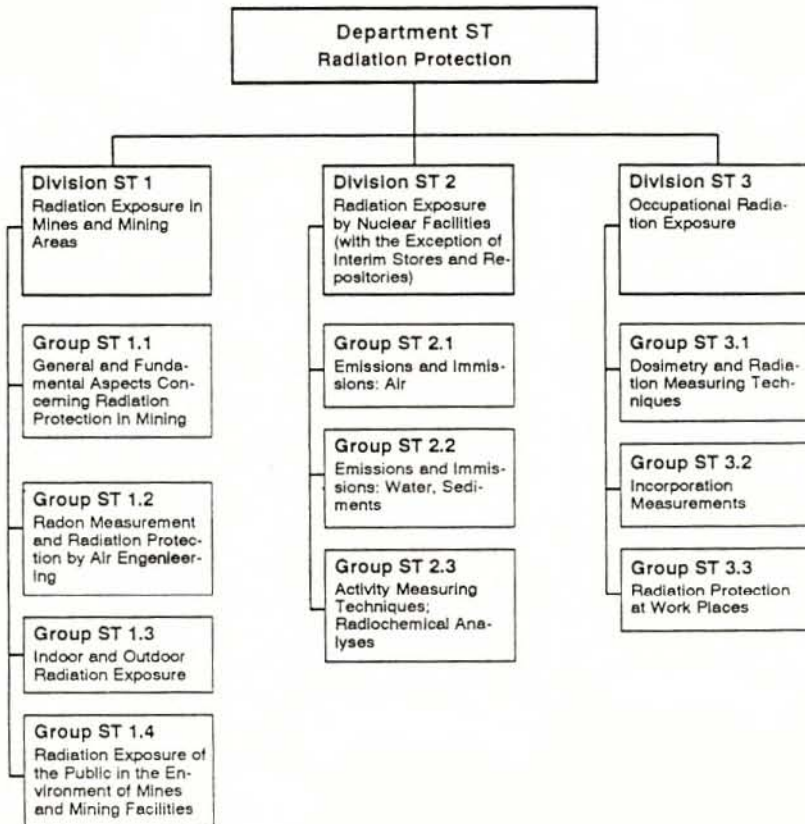 Department ST
Radiation Protection
Division ST 1
Radiation Exposure in
Mines and Mining
Areas
Group ST 1.1
General and Funda-
mental Aspects Con-
cerning Radiation
Protection in Mining
Group ST 1.2
Radon Measurement
and Radiation Protec-
tion by Air Engenieer-
ing
Group ST 1.3
Indoor and Outdoor
Radiation Exposure
Group ST 1.4
Radiation Exposure of
the Public in the En-
vironment of Mines
and Mining Facilities
Division ST 2
Radiation Exposure
by Nuclear Facilities
(with the Exception of
Interim Stores and Re-
positories)
Group ST 2.1
Emissions and Immis-
sions: Air
Group ST 2.2
Emissions and Immis-
sions: Water, Sedi-
ments
Group ST 2.3
Activity Measuring
Techniques;
Radiochemical Ana-
lyses
Division ST 3
Occupational Radia-
tion Exposure
Group ST 3.1
Dosimetry and Radia-
tion Measuring Tech-
niques
Group ST 3.2
Incorporation
Measurements
Group ST 3.3
Radiation Protection
at Work Places